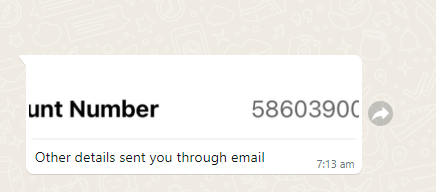 unt Number 58603900
Other details sent you through email
7:13 am